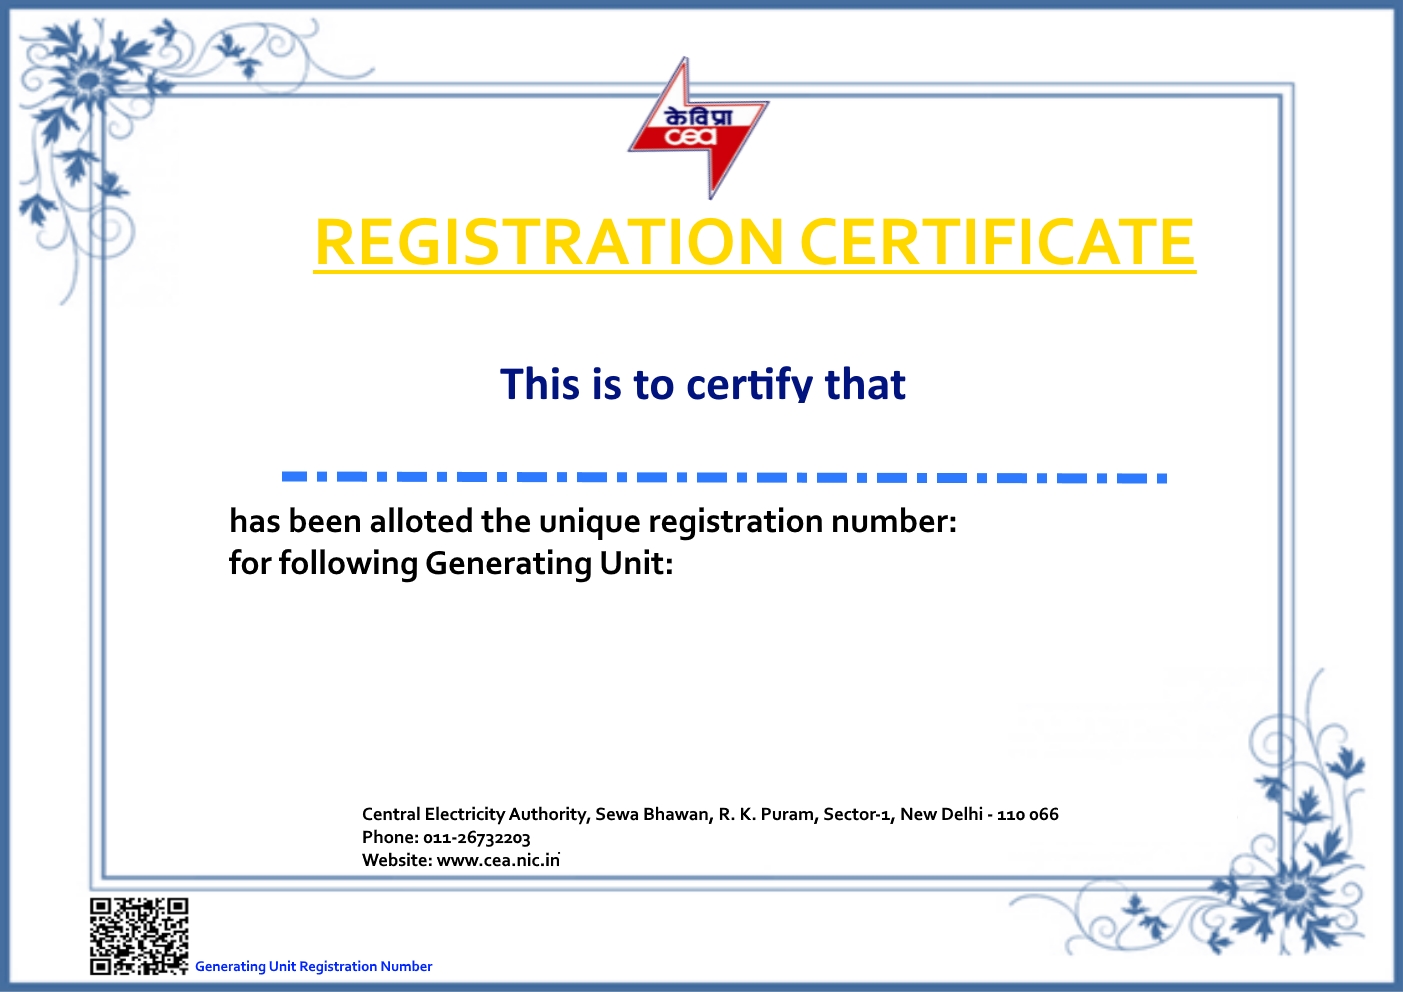 केविप्रा
cea
REGISTRATION CERTIFICATE
This is to certify that
has been alloted the unique registration number:
for following Generating Unit:
Central Electricity Authority, Sewa Bhawan, R. K. Puram, Sector-1, New Delhi - 110 066
Phone: 011-26732203
Website: www.cea.nic.in
Generating Unit Registration Number